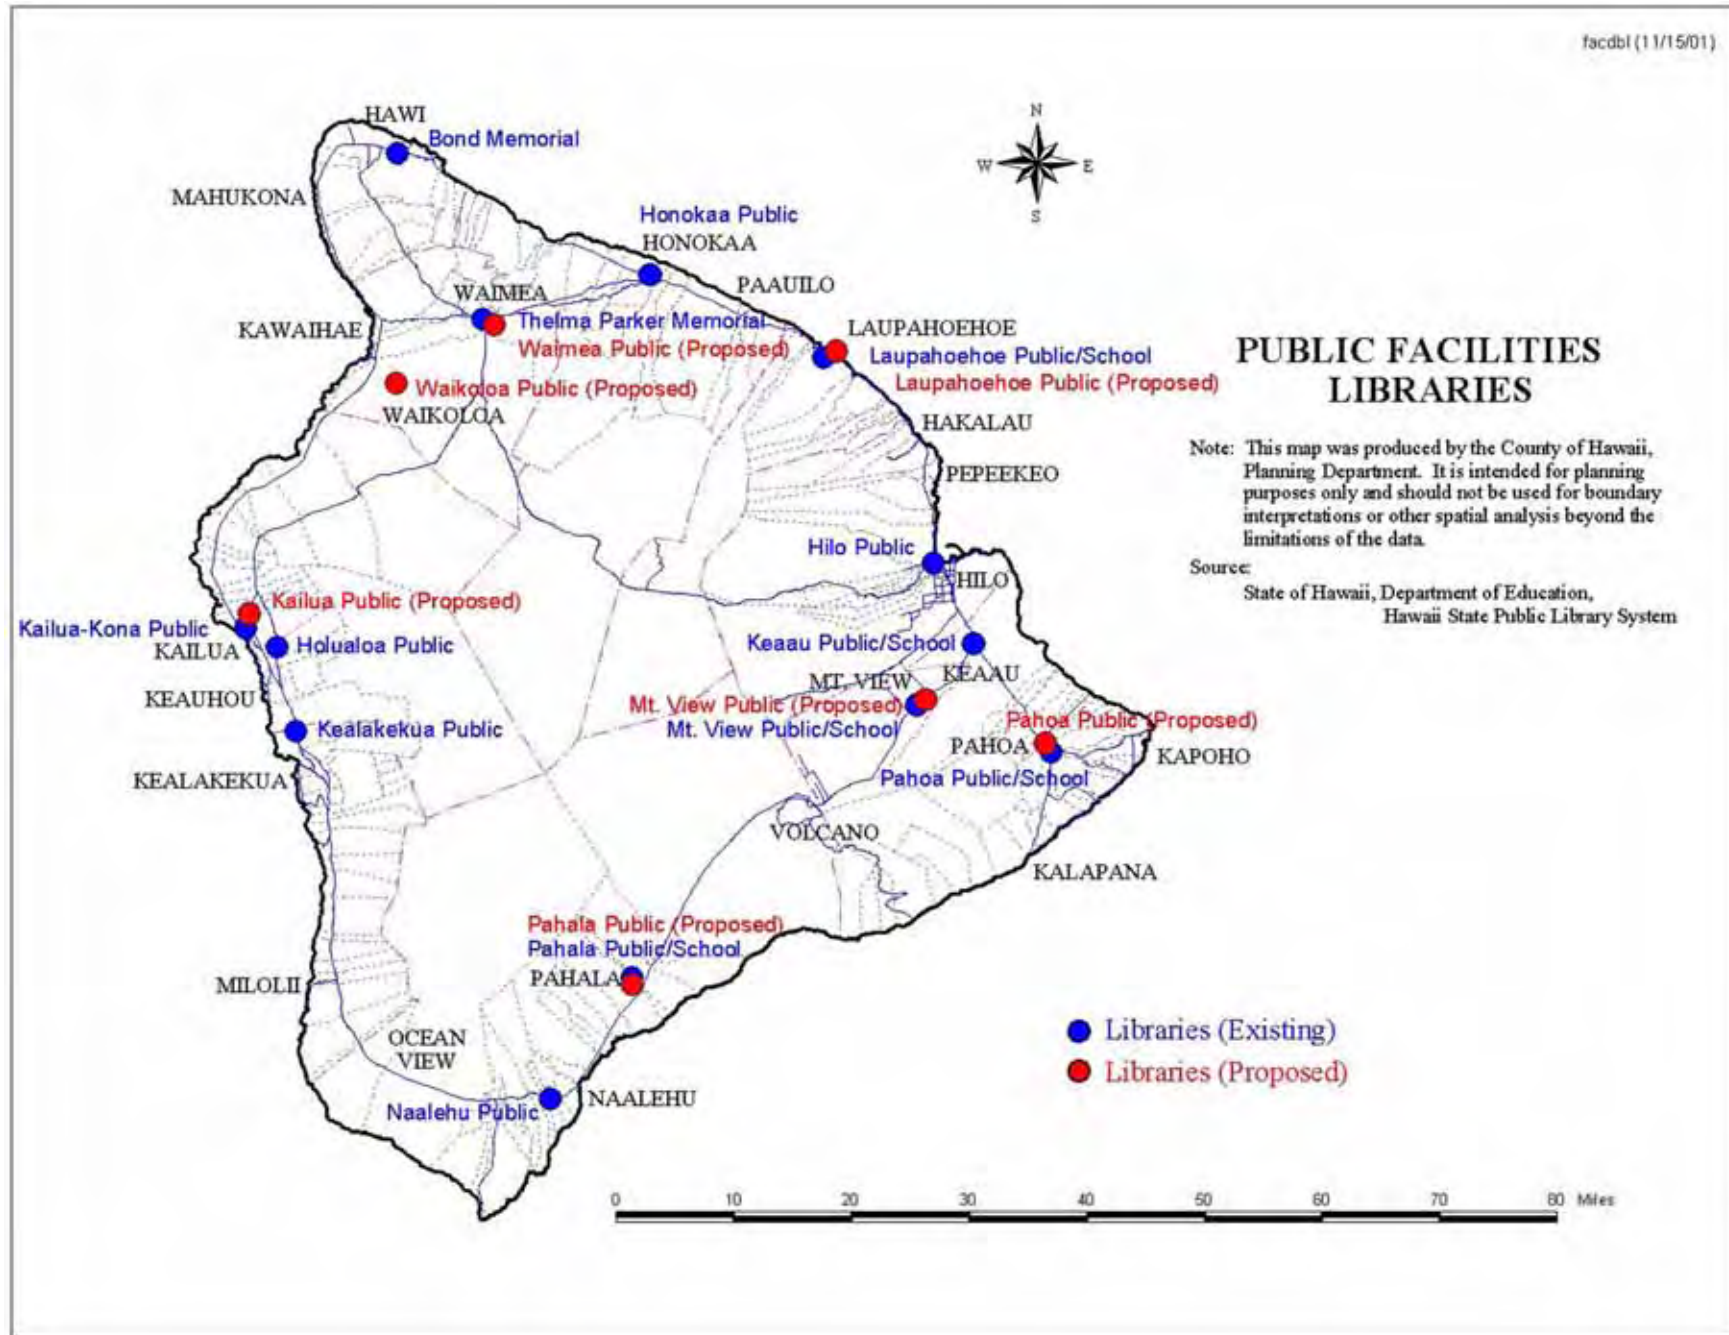 facdbl (11/15/01)
N
W
E
S
HAWI
Bond Memorial
MAHUKONA
Honokaa Public
HONOKAA
PAAUILO
WAIMEA
KAWAIHAE
Thelma Parker Memorial
Waimea Public (Proposed)
LAUPAHOEHOE
Laupahoehoe Public/School
Laupahoehoe Public (Proposed)
Waikoloa Public (Proposed)
WAIKOLOA
HAKALAU
PEPEEKEO
PUBLIC FACILITIES
LIBRARIES
Note: This map was produced by the County of Hawaii,
Planning Department. It is intended for planning
purposes only and should not be used for boundary
interpretations or other spatial analysis beyond the
limitations of the data.
Source:
State of Hawaii, Department of Education,
Hawaii State Public Library System
Hilo Public
HILO
Kailua Public (Proposed)
Kailua-Kona Public
KAILUA
Holualoa Public
Keaau Public/School
KEAAU
MT. VIEW
KEAUHOU
Mt. View Public (Proposed)
Mt. View Public/School
Kealakekua Public
Pahoa Public (Proposed)
PAHOA
KAPOHO
Pahoa Public/School
KEALAKEKUA
VOLCANO
KALAPANA
Pahala Public (Proposed)
Pahala Public/School
PAHALA
MILOLII
OCEAN
VIEW
Naalehu Public
NAALEHU
Libraries (Existing)
Libraries (Proposed)
0 10 20 30 40 50 60 70 80 Miles